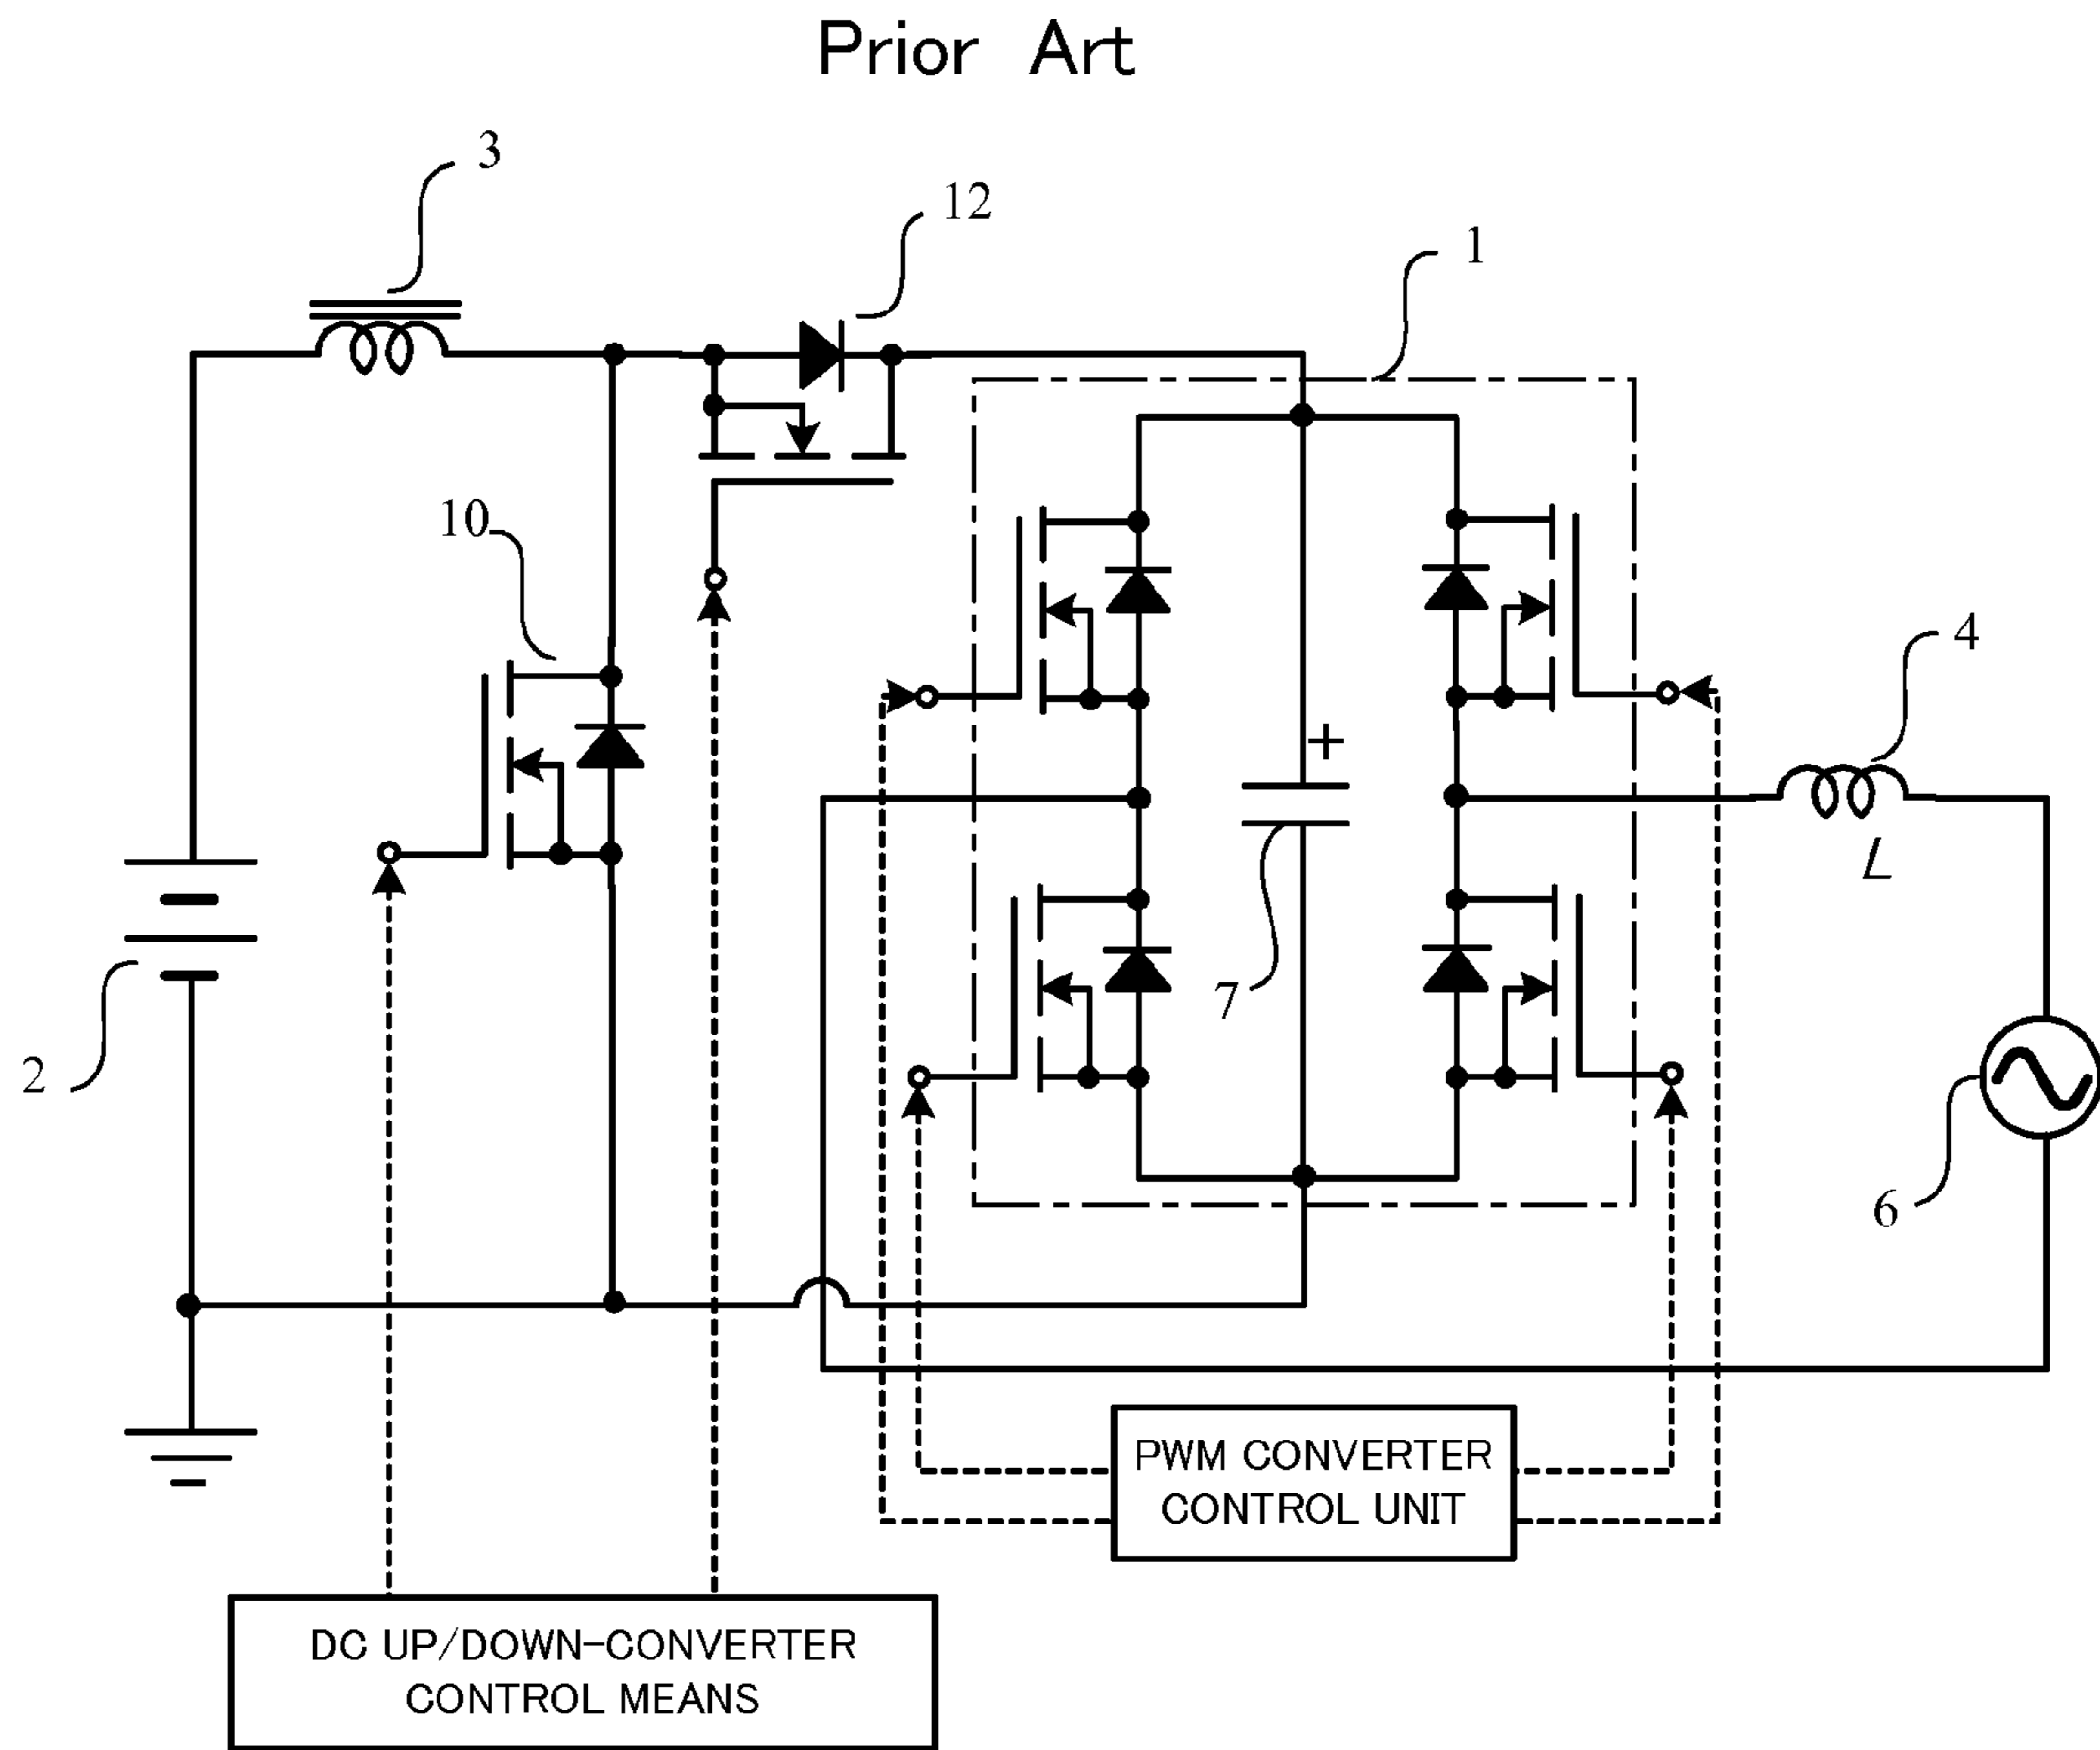 Prior Art
3
12
1
10
4
+
L
7
2
6
PWM CONVERTER
CONTROL UNIT
DC UP/DOWN-CONVERTER
CONTROL MEANS